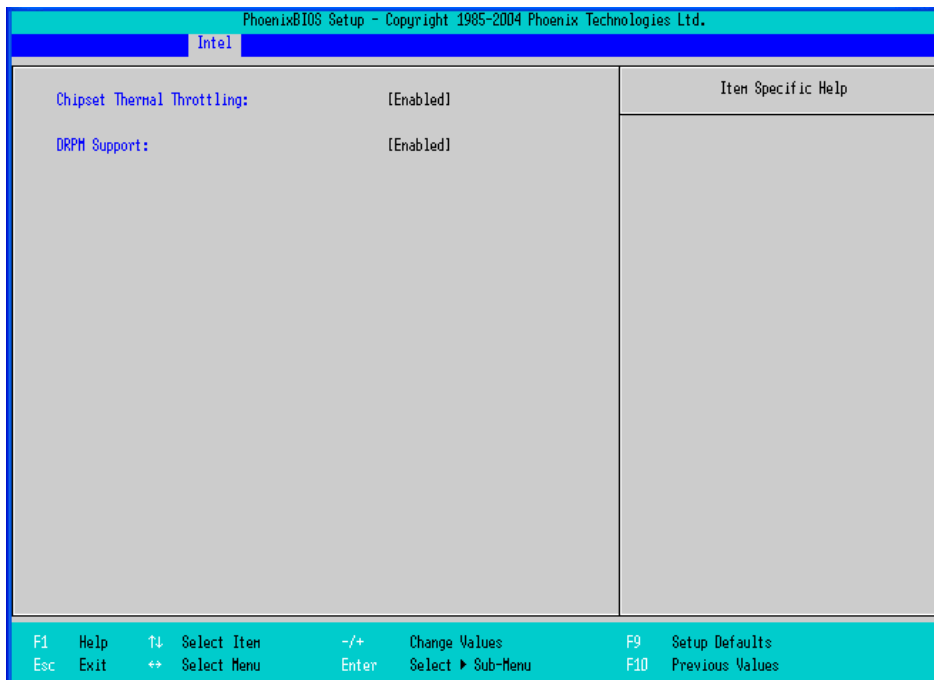 PhoenixBIOS Setup - Copyright 1985-2004 Phoenix Technologies Ltd.
Intel
Chipset Thermal Throttling: [Enabled]
DRPM Support: [Enabled]
Item Specific Help
F1 Help ↑↓ Select Item -/+ Change Values F9 Setup Defaults
Esc Exit ↔ Select Menu Enter Select ▶ Sub-Menu F10 Previous Values